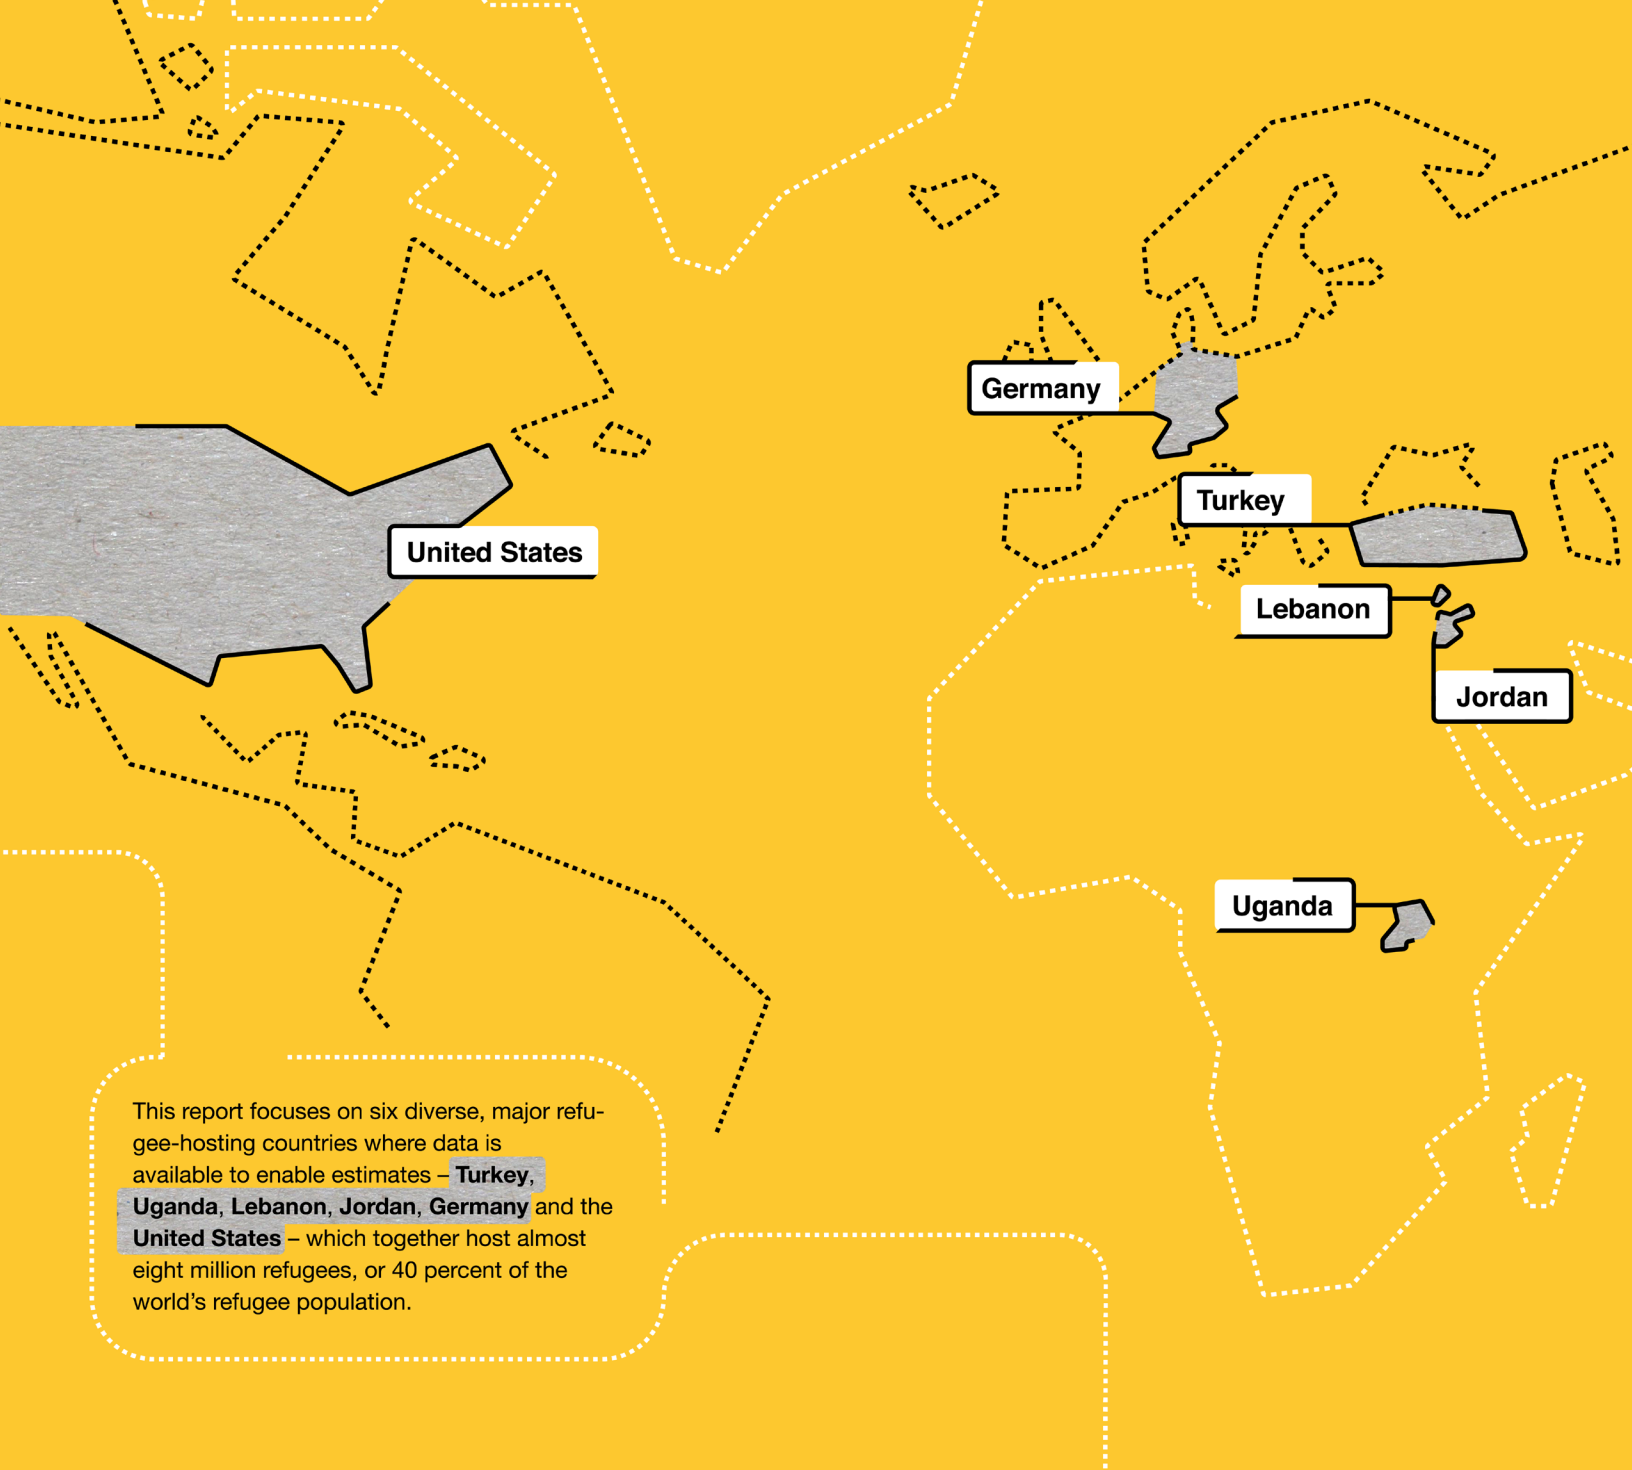 Germany
Turkey
United States
Lebanon
Jordan
Uganda
This report focuses on six diverse, major refu-
gee-hosting countries where data is
available to enable estimates – Turkey,
Uganda, Lebanon, Jordan, Germany and the
United States – which together host almost
eight million refugees, or 40 percent of the
world’s refugee population.